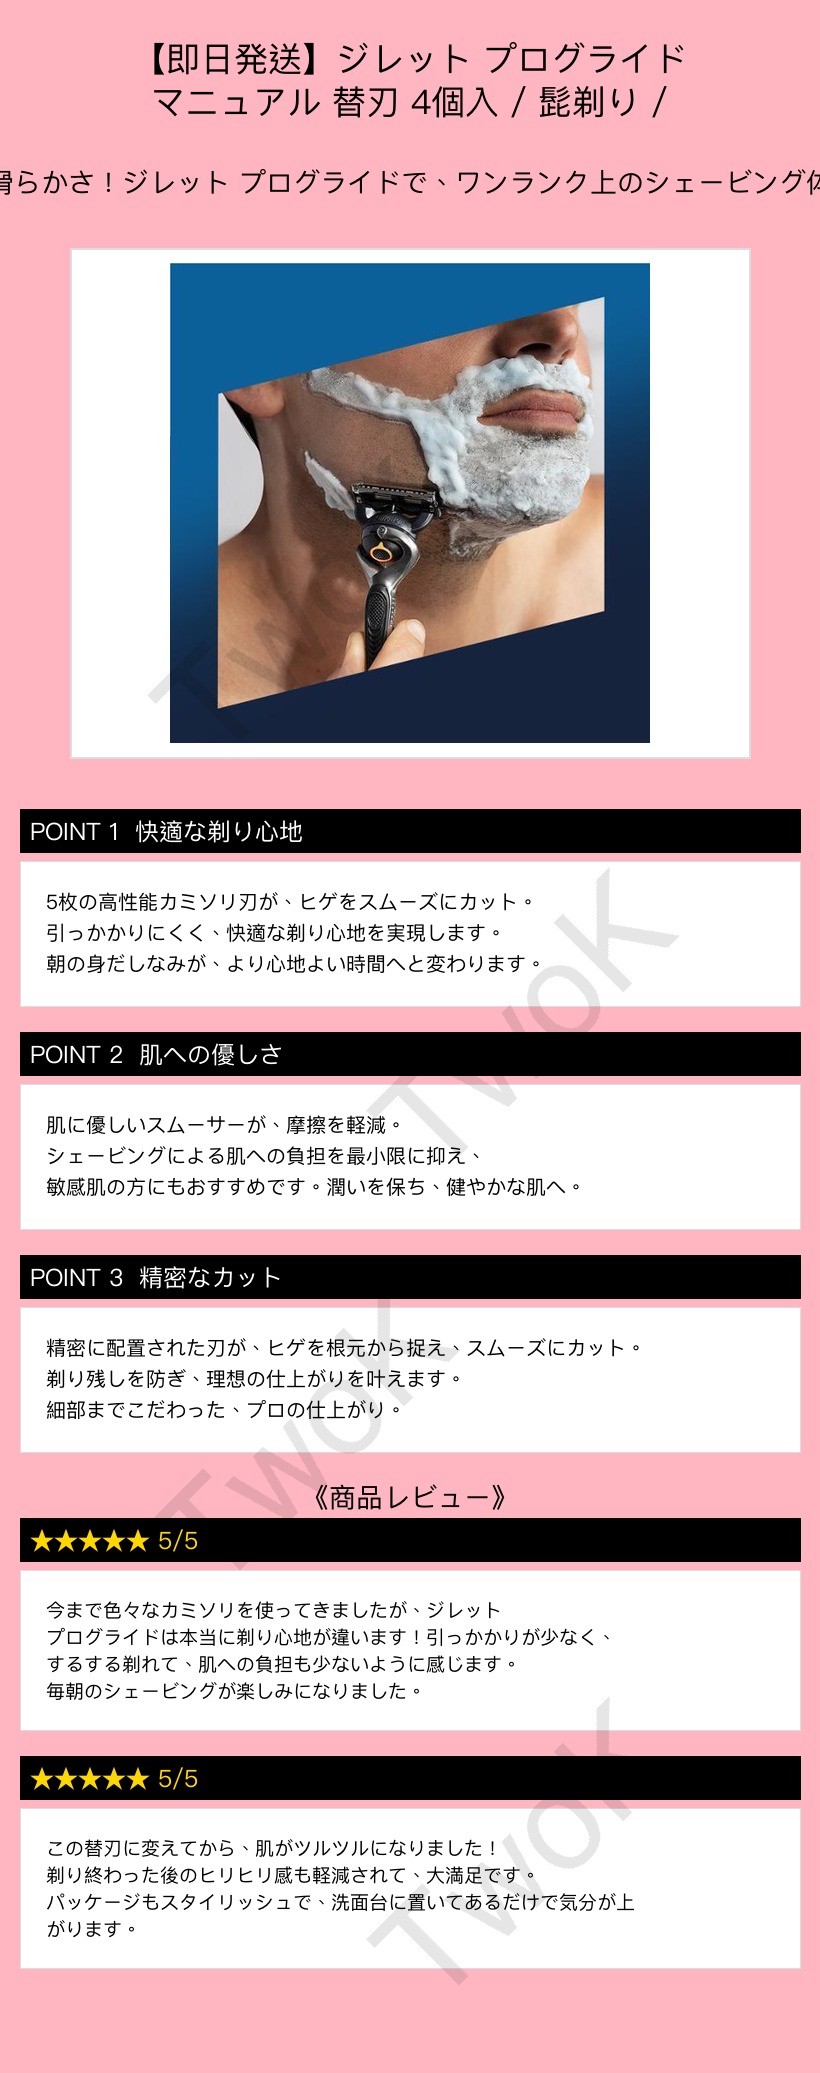 【即日発送】ジレット プログライド
マニュアル 替刃 4個入 / 髭剃り /
滑らかさ！ジレット プログライドで、ワンランク上のシェービング体
POINT 1 快適な剃り心地
5枚の高性能カミソリ刃が、ヒゲをスムーズにカット。
引っかかりにくく、快適な剃り心地を実現します。
朝の身だしなみが、より心地よい時間へと変わります。
POINT 2 肌への優しさ
肌に優しいスムーサーが、摩擦を軽減。
シェービングによる肌への負担を最小限に抑え、
敏感肌の方にもおすすめです。潤いを保ち、健やかな肌へ。
POINT 3 精密なカット
精密に配置された刃が、ヒゲを根元から捉え、スムーズにカット。
剃り残しを防ぎ、理想の仕上がりを叶えます。
細部までこだわった、プロの仕上がり。
《商品レビュー》
★★★★★ 5/5
今まで色々なカミソリを使ってきましたが、ジレット
プログライドは本当に剃り心地が違います！引っかかりが少なく、
するする剃れて、肌への負担も少ないように感じます。
毎朝のシェービングが楽しみになりました。
★★★★★ 5/5
この替刃に変えてから、肌がツルツルになりました！
剃り終わった後のヒリヒリ感も軽減されて、大満足です。
パッケージもスタイリッシュで、洗面台に置いてあるだけで気分が上
がります。
TwoK
TwoK
TwoK
TwoK